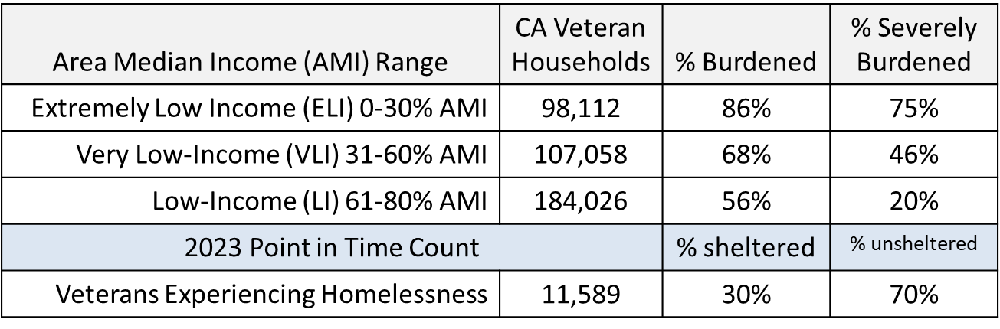 Area Median Income (AMI) Range CA Veteran Households % Burdened % Severely Burdened
Extremely Low Income (ELI) 0-30% AMI 98,112 86% 75%
Very Low-Income (VLI) 31-60% AMI 107,058 68% 46%
Low-Income (LI) 61-80% AMI 184,026 56% 20%
2023 Point in Time Count % sheltered % unsheltered
Veterans Experiencing Homelessness 11,589 30% 70%